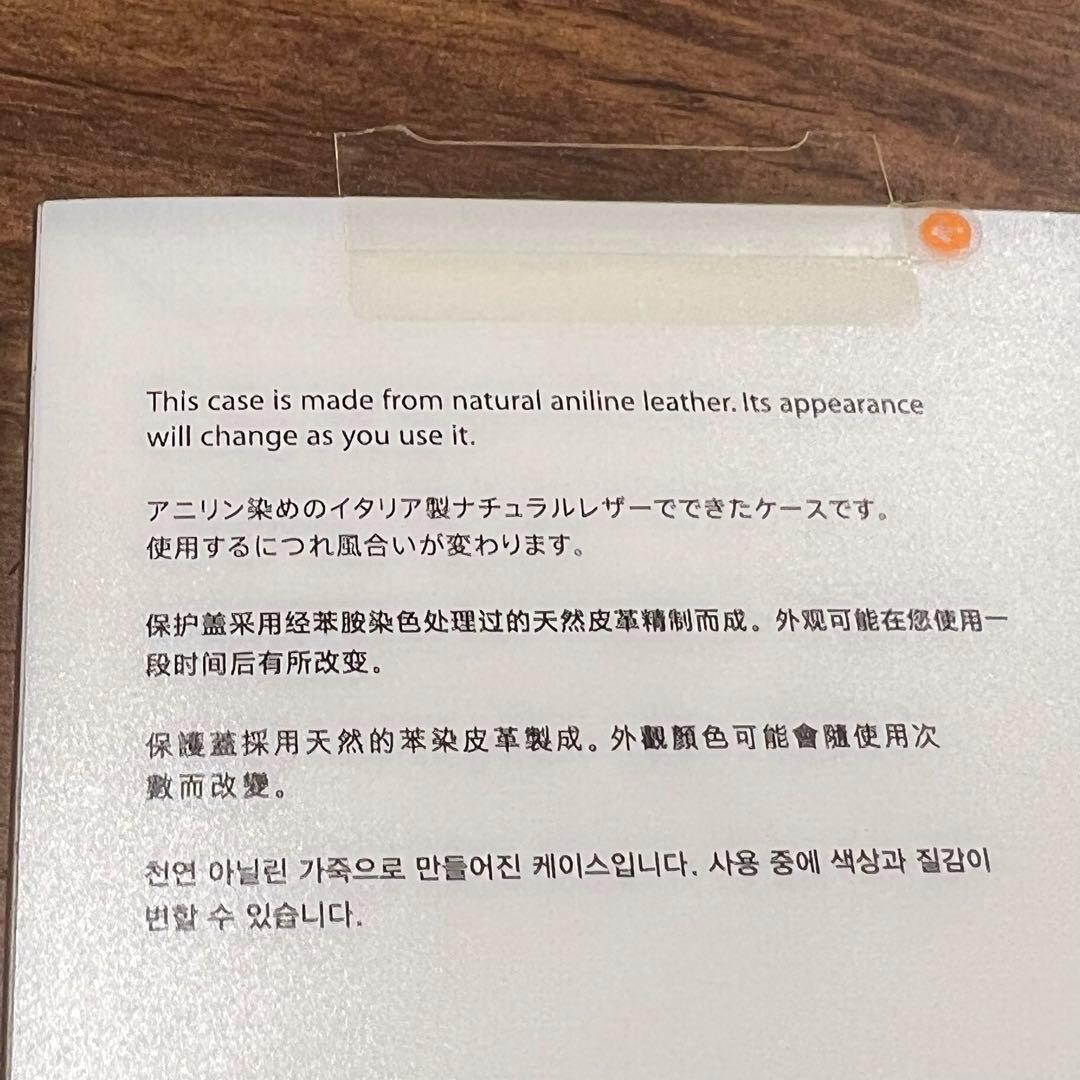 This case is made from natural aniline leather. Its appearance
will change as you use it.
アニリン染めのイタリア製ナチュラルレザーでできたケースです。
使用するにつれ風合いが変わります。
保护盖采用经苯胺染色处理过的天然皮革精制而成。外观可能在您使用一
段时间后有所改变。
保護蓋採用天然的苯染皮革製成。外觀顏色可能會隨使用次
數而改變。
천연 아닐린 가죽으로 만들어진 케이스입니다. 사용 중에 색상과 질감이
변할 수 있습니다.